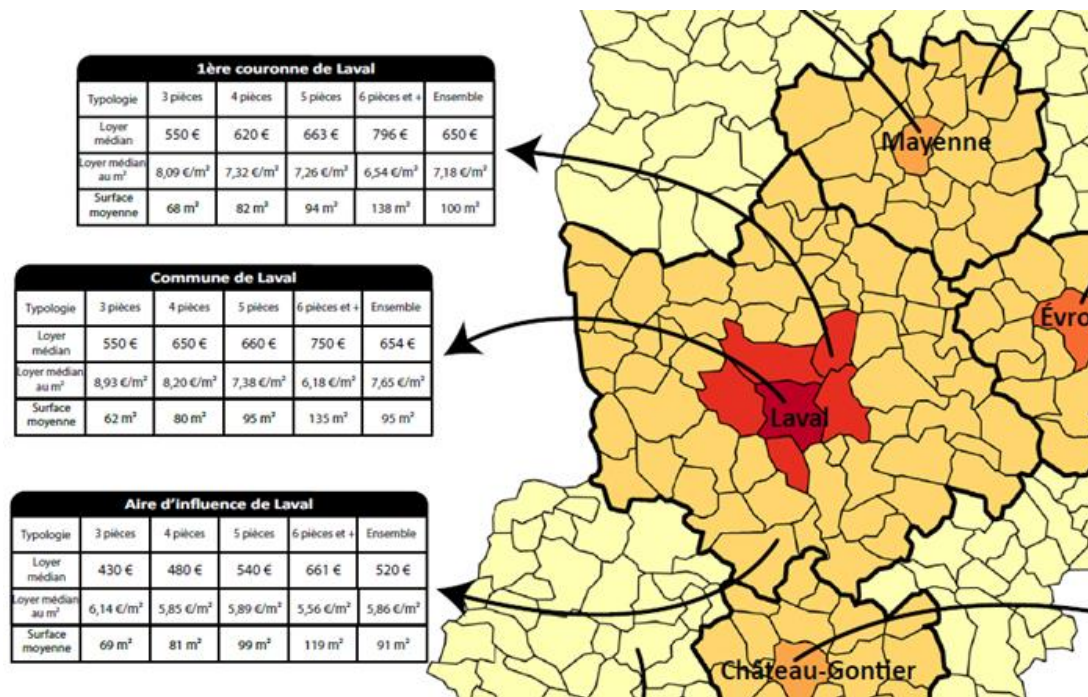 1ère couronne de Laval
Typologie 3 pièces 4 pièces 5 pièces 6 pièces et + Ensemble
Loyer
médian 550 € 620 € 663 € 796 € 650 €
Loyer médian
au m² 8,09 €/m² 7,32 €/m² 7,26 €/m² 6,54 €/m² 7,18 €/m²
Surface
moyenne 68 m² 82 m² 94 m² 138 m² 100 m²
Commune de Laval
Typologie 3 pièces 4 pièces 5 pièces 6 pièces et + Ensemble
Loyer
médian 550 € 650 € 660 € 750 € 654 €
Loyer médian
au m² 8,93 €/m² 8,20 €/m² 7,38 €/m² 6,18 €/m² 7,65 €/m²
Surface
moyenne 62 m² 80 m² 95 m² 135 m² 95 m²
Aire d'influence de Laval
Typologie 3 pièces 4 pièces 5 pièces 6 pièces et + Ensemble
Loyer
médian 430 € 480 € 540 € 661 € 520 €
Loyer médian
au m² 6,14 €/m² 5,85 €/m² 5,89 €/m² 5,56 €/m² 5,86 €/m²
Surface
moyenne 69 m² 81 m² 99 m² 119 m² 91 m²
Mayenne
Évro
Laval
Château-Gontier